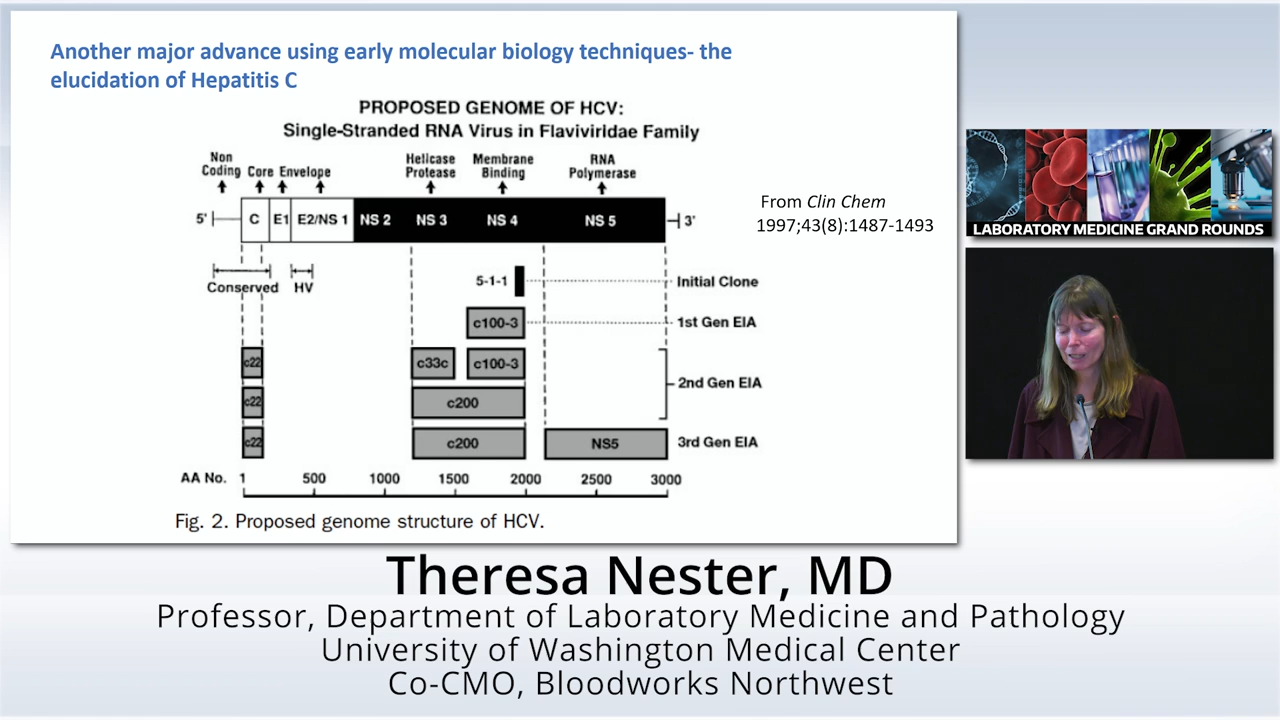 Another major advance using early molecular biology techniques- the
elucidation of Hepatitis C
PROPOSED GENOME OF HCV:
Single-Stranded RNA Virus in Flaviviridae Family
Non
Coding
Core
Envelope
Helicase
Protease
Membrane
Binding
RNA
Polymerase
5'
C
E1
E2/NS 1
NS 2
NS 3
NS 4
NS 5
3'
From Clin Chem
1997;43(8):1487-1493
Conserved
HV
5-1-1
Initial Clone
c100-3
1st Gen EIA
c22
c33c
c100-3
2nd Gen EIA
c22
c200
c22
c200
NS5
3rd Gen EIA
AA No.
1
500
1000
1500
2000
2500
3000
Fig. 2. Proposed genome structure of HCV.
LABORATORY MEDICINE GRAND ROUNDS
Theresa Nester, MD
Professor, Department of Laboratory Medicine and Pathology
University of Washington Medical Center
Co-CMO, Bloodworks Northwest